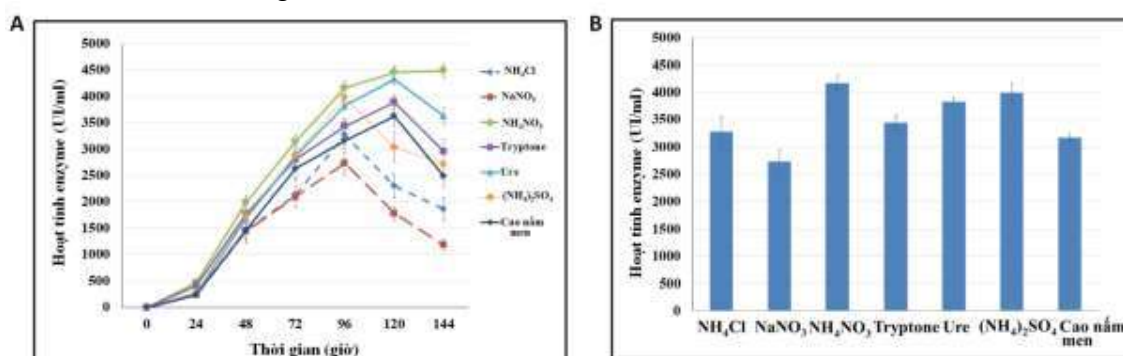 A
Hoạt tính enzyme (UI/ml)
5000
4500
4000
3500
3000
2500
2000
1500
1000
500
0
0 24 48 72 96 120 144
Thời gian (giờ)
NH₄Cl
NaNO₃
NH₄NO₃
Tryptone
Ure
(NH₄)₂SO₄
Cao nấm
men
B
Hoạt tính enzyme (UI/ml)
5000
4500
4000
3500
3000
2500
2000
1500
1000
500
0
NH₄Cl NaNO₃ NH₄NO₃ Tryptone Ure (NH₄)₂SO₄ Cao nấm
men